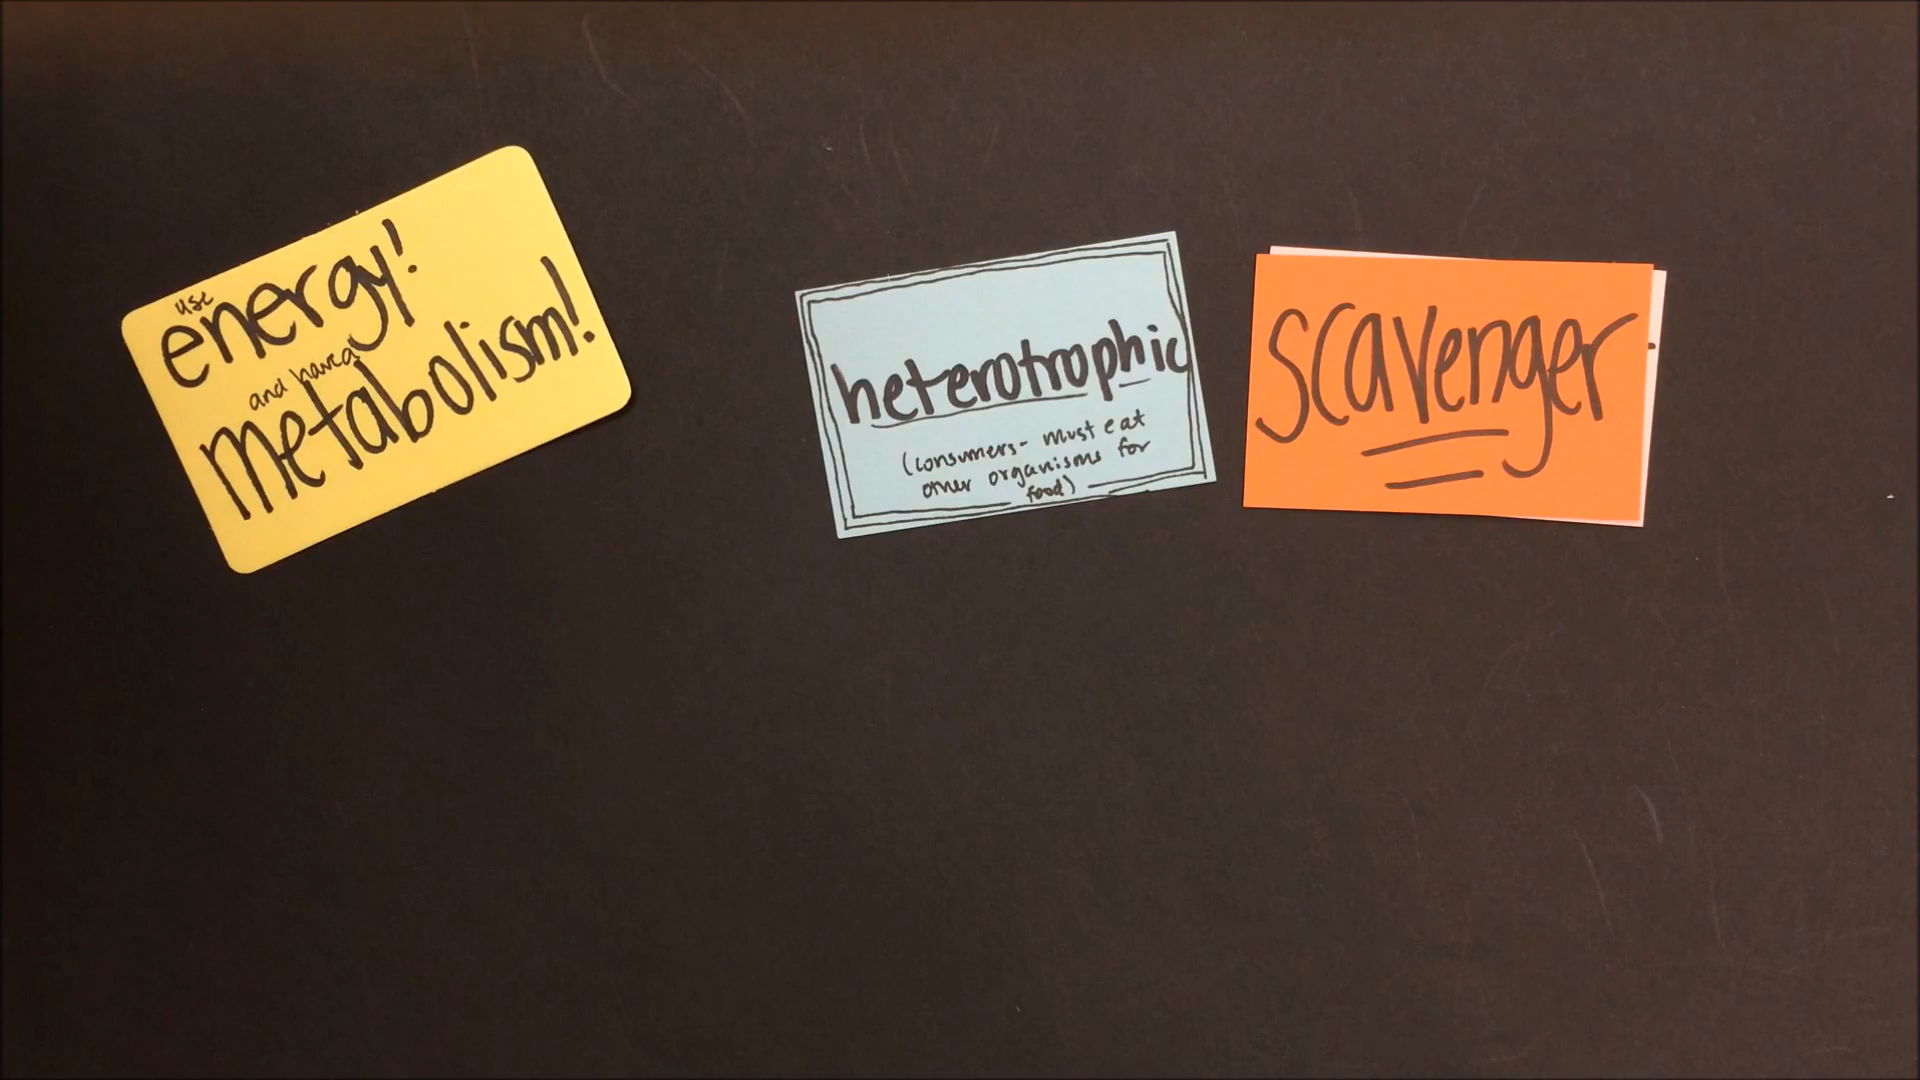 use
energy!
and have a
metabolism!
heterotrophic
(consumers- must eat
other organisms for
food)
scavenger